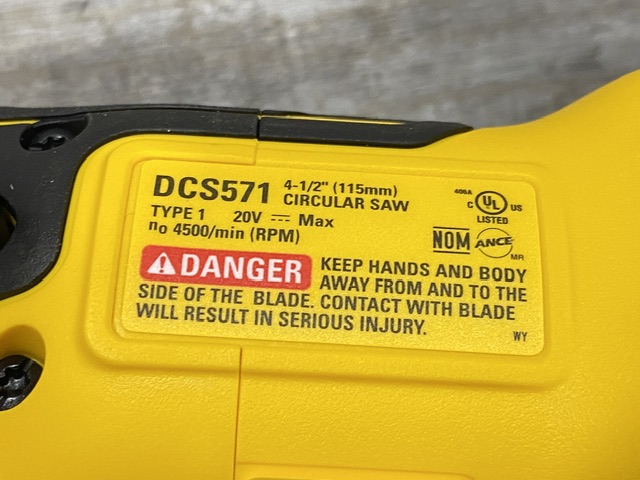 DCS571 4-1/2" (115mm)
CIRCULAR SAW
TYPE 1 20V ⎓ Max
no 4500/min (RPM)
406A
C UL US
LISTED
NOM ANCE
MR
DANGER KEEP HANDS AND BODY
AWAY FROM AND TO THE
SIDE OF THE BLADE. CONTACT WITH BLADE
WILL RESULT IN SERIOUS INJURY.
WY